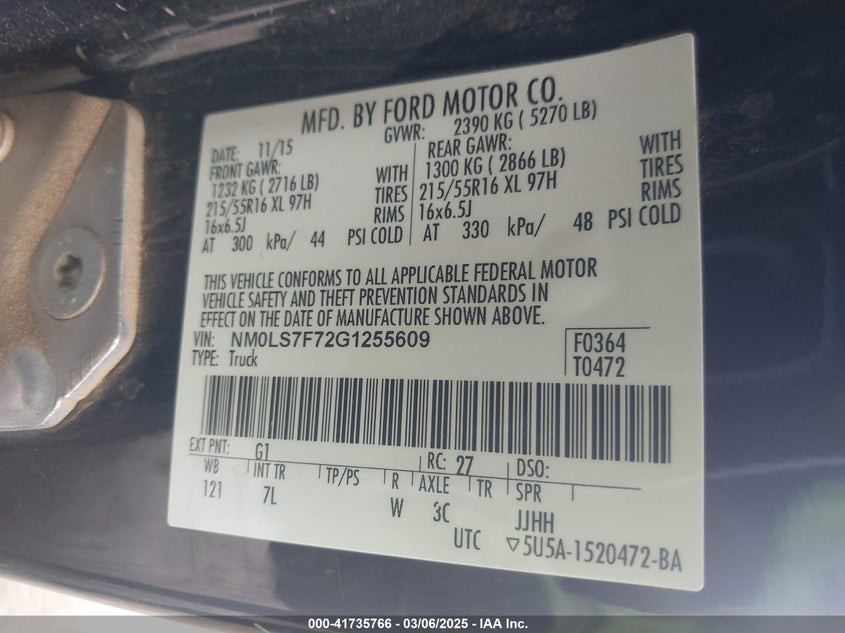 MFD. BY FORD MOTOR CO.
DATE: 11/15 GVWR: 2390 KG ( 5270 LB)
FRONT GAWR: REAR GAWR: WITH
1232 KG ( 2716 LB) WITH 1300 KG ( 2866 LB) TIRES
215/55R16 XL 97H TIRES 215/55R16 XL 97H RIMS
16x6.5J RIMS 16x6.5J
AT 300 kPa/ 44 PSI COLD AT 330 kPa/ 48 PSI COLD
THIS VEHICLE CONFORMS TO ALL APPLICABLE FEDERAL MOTOR
VEHICLE SAFETY AND THEFT PREVENTION STANDARDS IN
EFFECT ON THE DATE OF MANUFACTURE SHOWN ABOVE.
VIN: NM0LS7F72G1255609 F0364
TYPE: Truck T0472
EXT PNT: G1 RC: 27 DSO:
WB INT TR TP/PS R AXLE TR SPR
121 7L W 3C JJHH
UTC ▽5U5A-1520472-BA
000-41735766 - 03/06/2025 - IAA Inc.